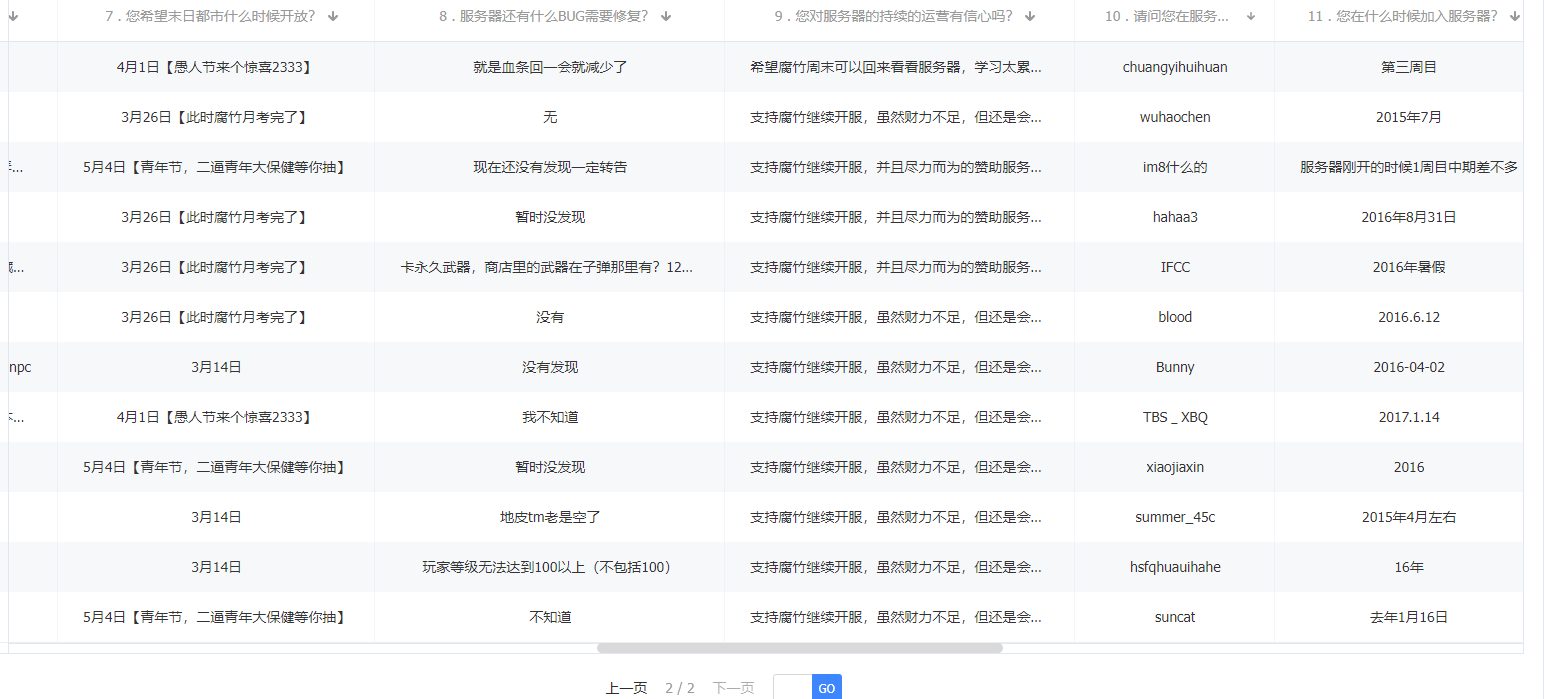 7．您希望末日都市什么时候开放？ 8．服务器还有什么BUG需要修复？ 9．您对服务器的持续的运营有信心吗？ 10．请问您在服务... 11．您在什么时候加入服务器？
4月1日【愚人节来个惊喜2333】 就是血条回一会就减少了 希望腐竹周末可以回来看看服务器，学习太累... chuangyihuihuan 第三周目
3月26日【此时腐竹月考完了】 无 支持腐竹继续开服，虽然财力不足，但还是会... wuhaochen 2015年7月
... 5月4日【青年节，二逼青年大保健等你抽】 现在还没有发现一定转告 支持腐竹继续开服，并且尽力而为的赞助服务... im8什么的 服务器刚开的时候1周目中期差不多
3月26日【此时腐竹月考完了】 暂时没发现 支持腐竹继续开服，并且尽力而为的赞助服务... hahaa3 2016年8月31日
... 3月26日【此时腐竹月考完了】 卡永久武器，商店里的武器在子弹那里有？12... 支持腐竹继续开服，并且尽力而为的赞助服务... IFCC 2016年暑假
3月26日【此时腐竹月考完了】 没有 支持腐竹继续开服，虽然财力不足，但还是会... blood 2016.6.12
npc 3月14日 没有发现 支持腐竹继续开服，虽然财力不足，但还是会... Bunny 2016-04-02
... 4月1日【愚人节来个惊喜2333】 我不知道 支持腐竹继续开服，虽然财力不足，但还是会... TBS _ XBQ 2017.1.14
5月4日【青年节，二逼青年大保健等你抽】 暂时没发现 支持腐竹继续开服，虽然财力不足，但还是会... xiaojiaxin 2016
3月14日 地皮tm老是空了 支持腐竹继续开服，虽然财力不足，但还是会... summer_45c 2015年4月左右
3月14日 玩家等级无法达到100以上（不包括100） 支持腐竹继续开服，虽然财力不足，但还是会... hsfqhuauihahe 16年
5月4日【青年节，二逼青年大保健等你抽】 不知道 支持腐竹继续开服，虽然财力不足，但还是会... suncat 去年1月16日
上一页 2 / 2 下一页 GO